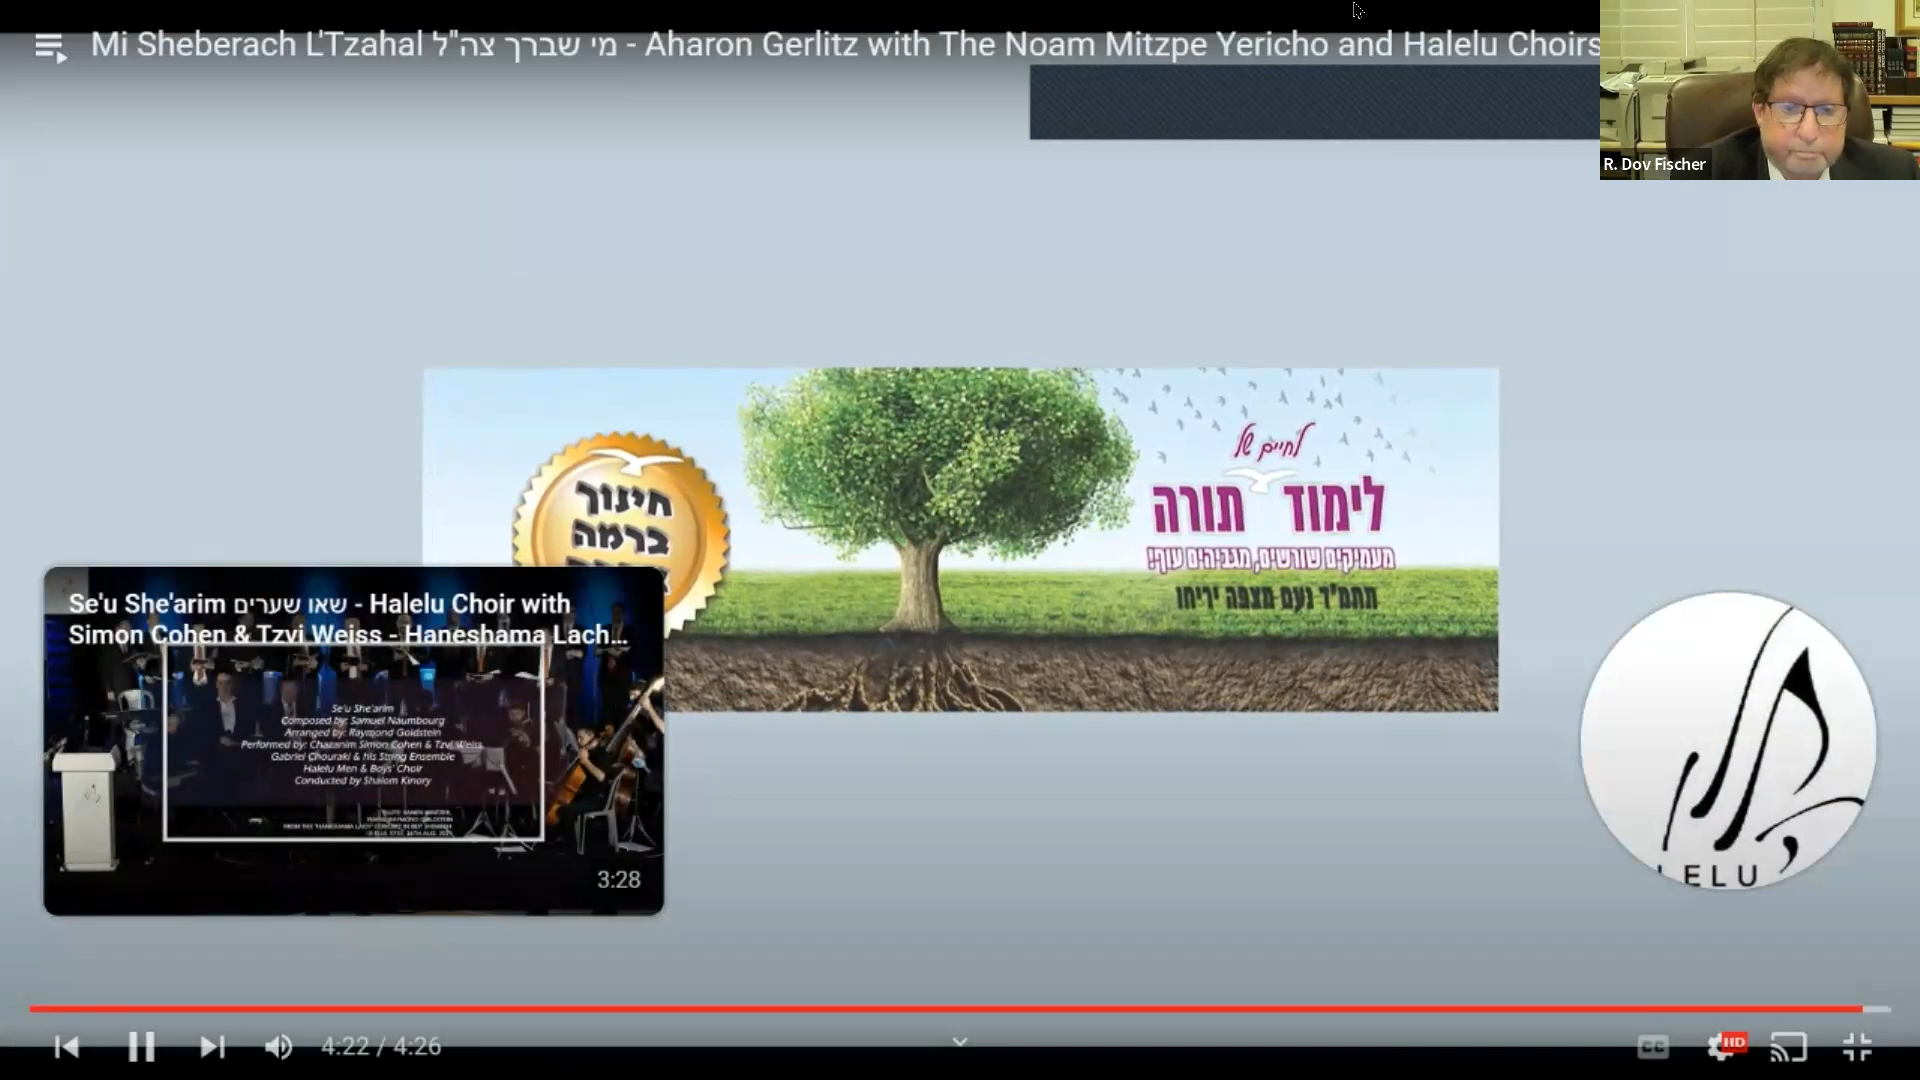 Mi Sheberach L'Tzahal מי שברך צה"ל - Aharon Gerlitz with The Noam Mitzpe Yericho and Halelu Choirs
R. Dov Fischer
לחיים של
לימוד תורה
מעמיקים שורשים, מגביהים עוף!
תתמ"ד נעם מצפה יריחו
חינוך
ברמה
Se'u She'arim שאו שערים - Halelu Choir with
Simon Cohen & Tzvi Weiss - Haneshama Lach...
Se'u She'arim
Composed by: Samuel Naumbourg
Arranged by: Raymond Goldstein
Performed by: Chazanim Simon Cohen & Tzvi Weiss
Gabriel Chouraki & his String Ensemble
Halelu Men & Boys' Choir
Conducted by Shalom Kinory
3:28
LELU
4:22 / 4:26
CC
HD